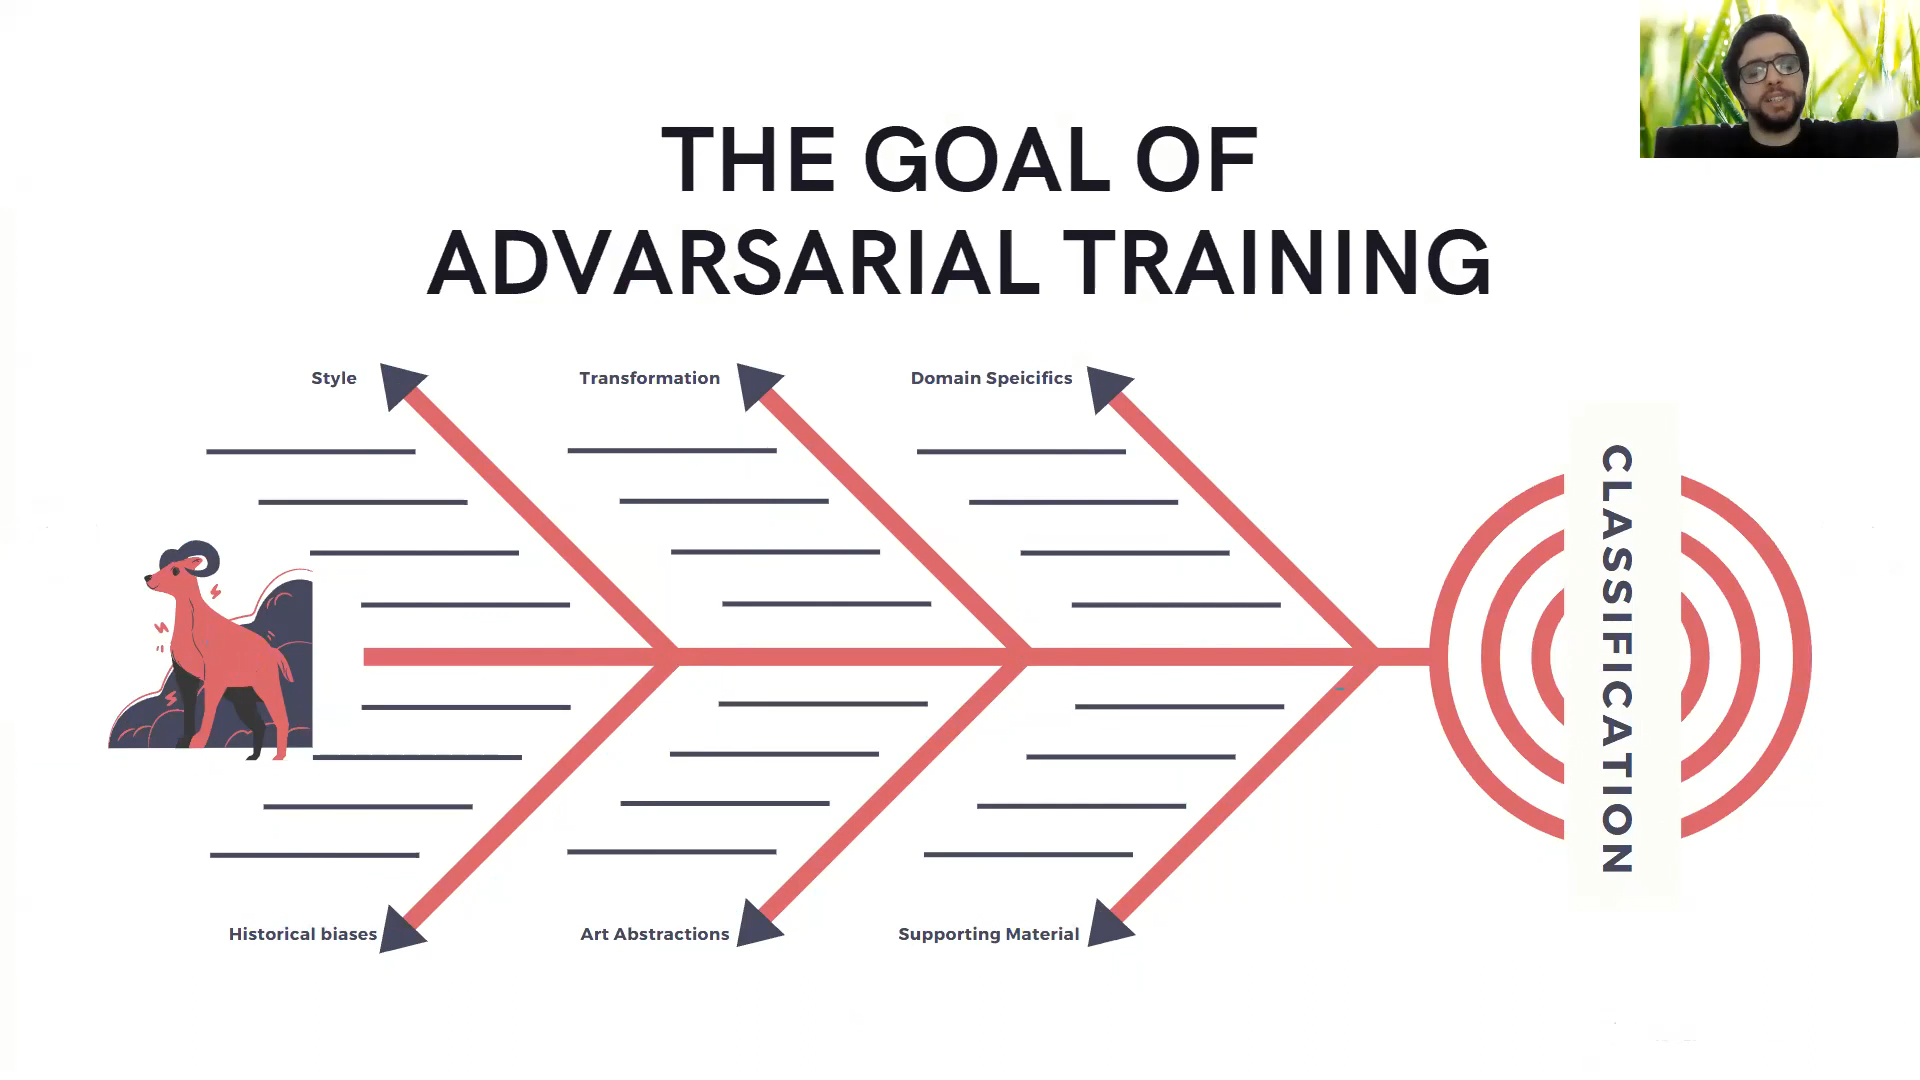 THE GOAL OF
ADVARSARIAL TRAINING
Style
Transformation
Domain Speicifics
CLASSIFICATION
Historical biases
Art Abstractions
Supporting Material